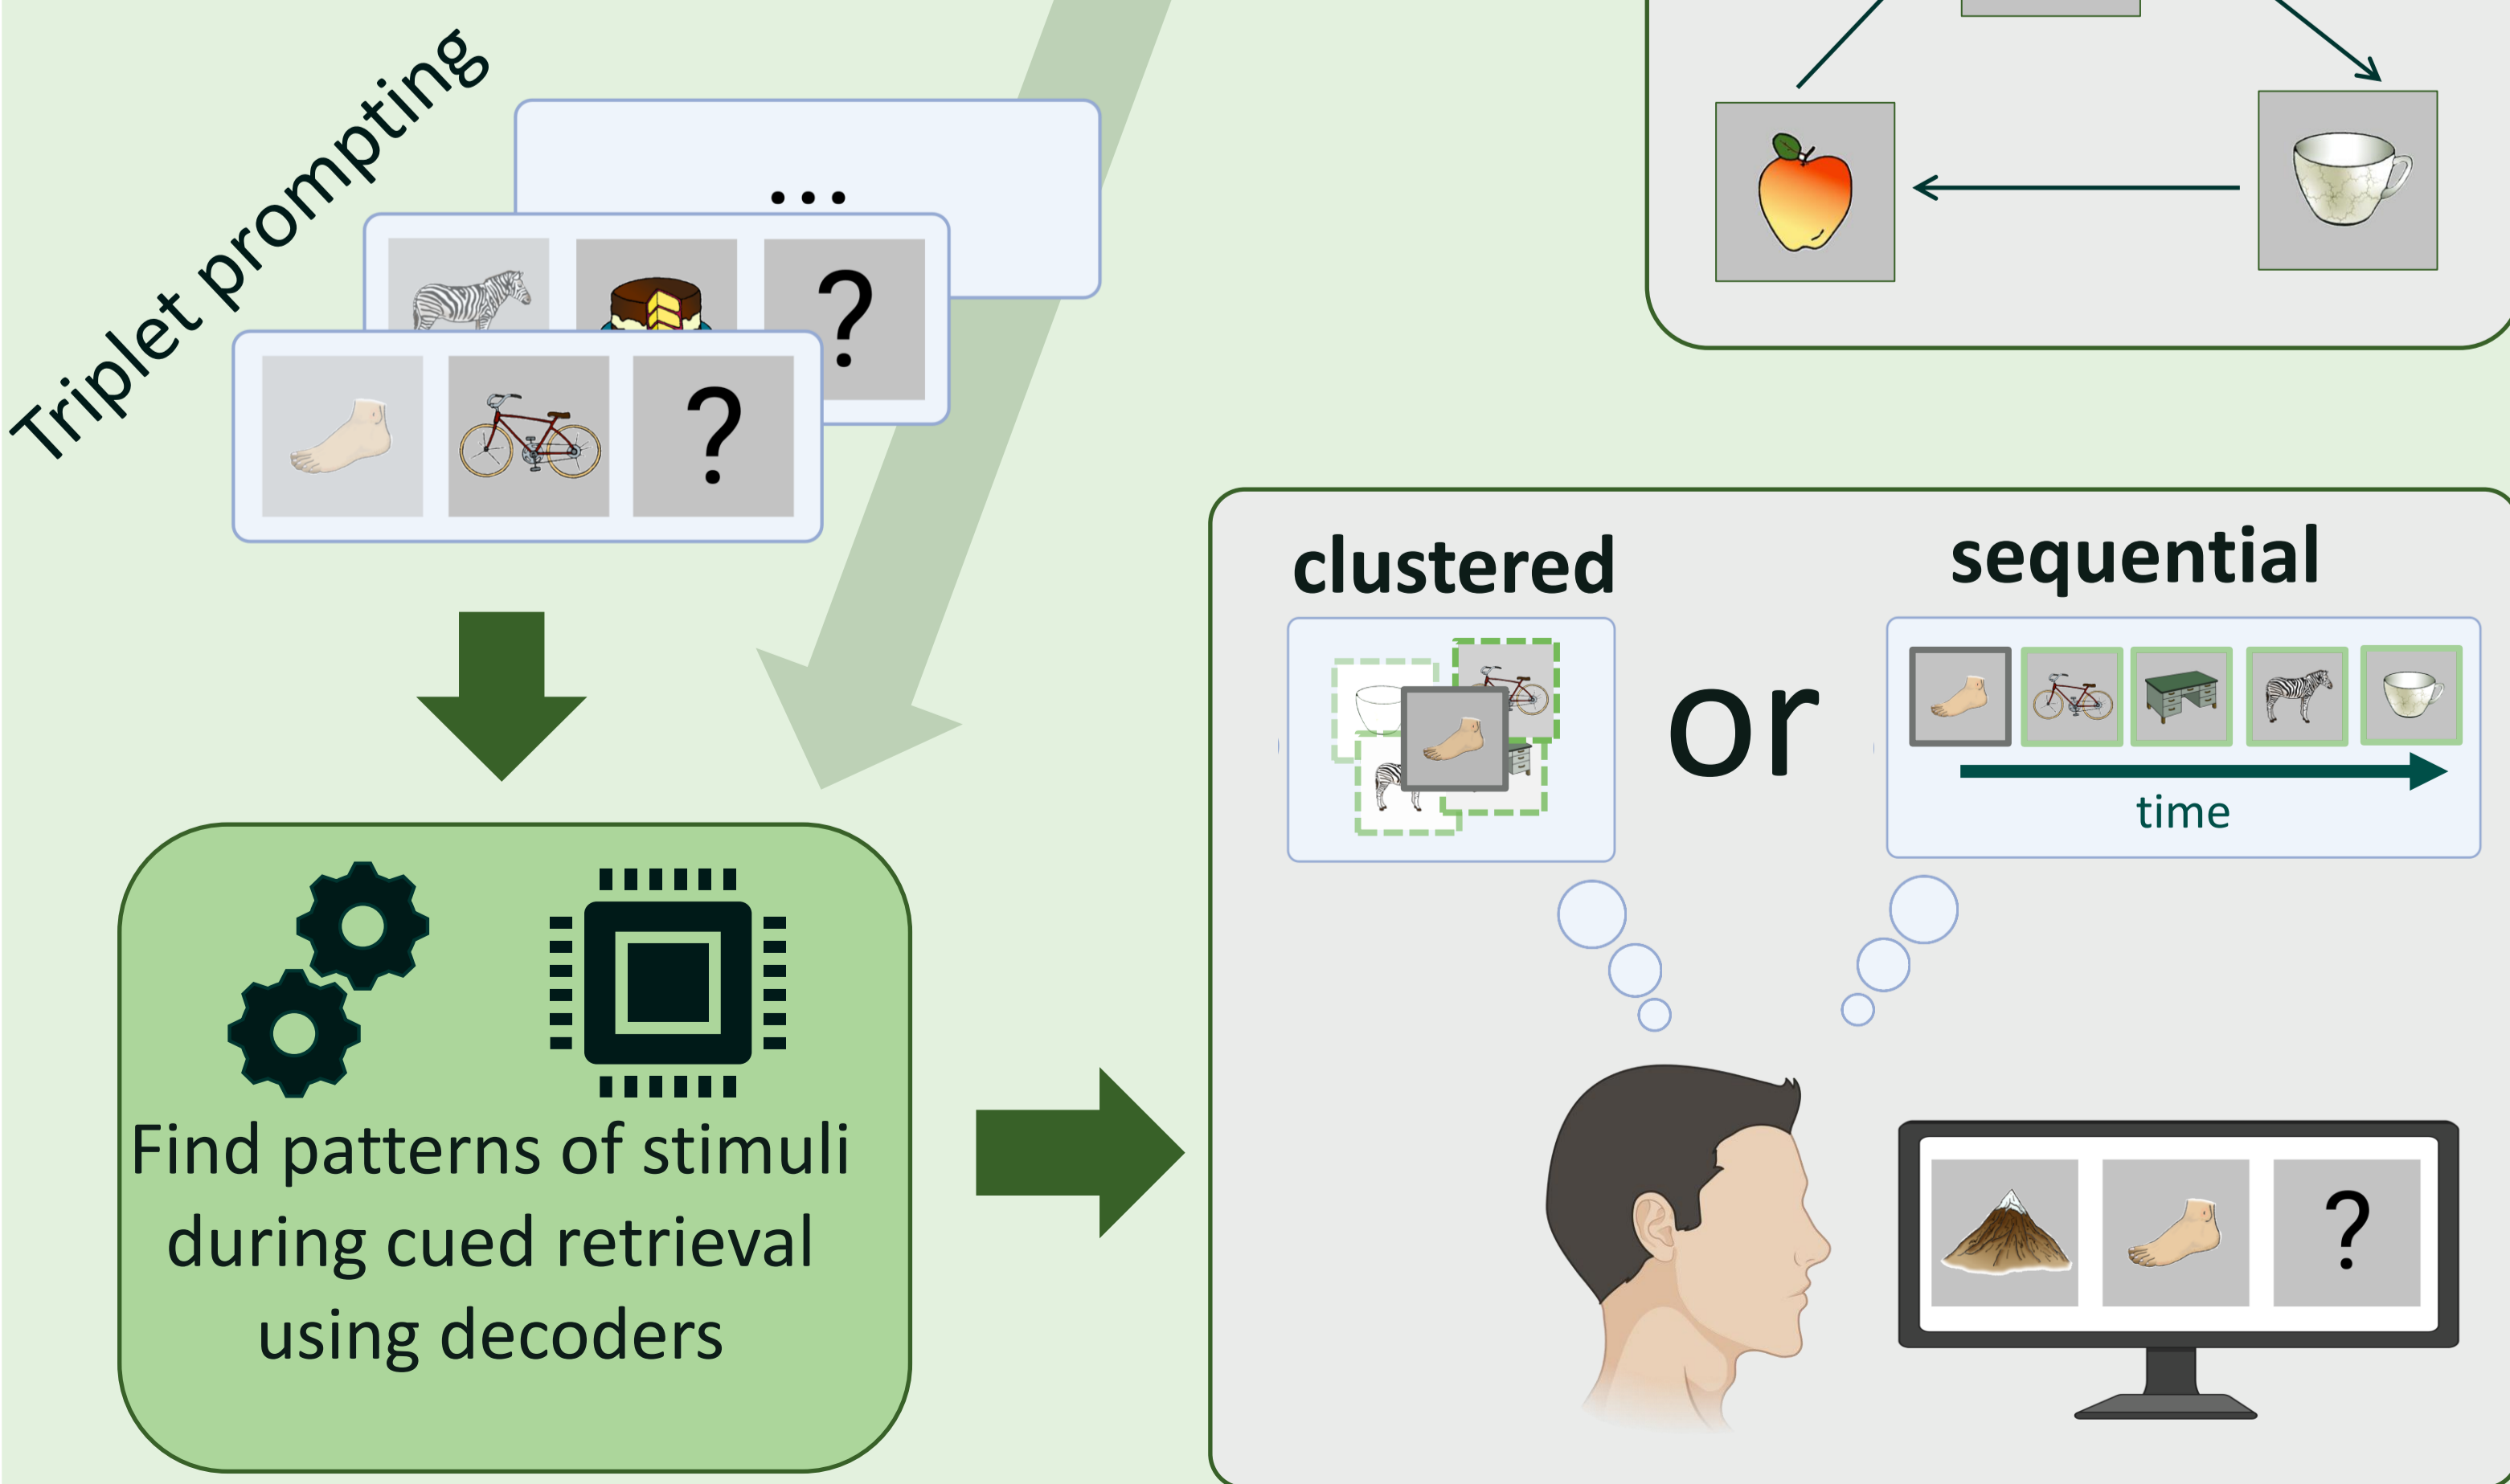 Triplet prompting
...
?
?
clustered
sequential
or
time
Find patterns of stimuli
during cued retrieval
using decoders
?